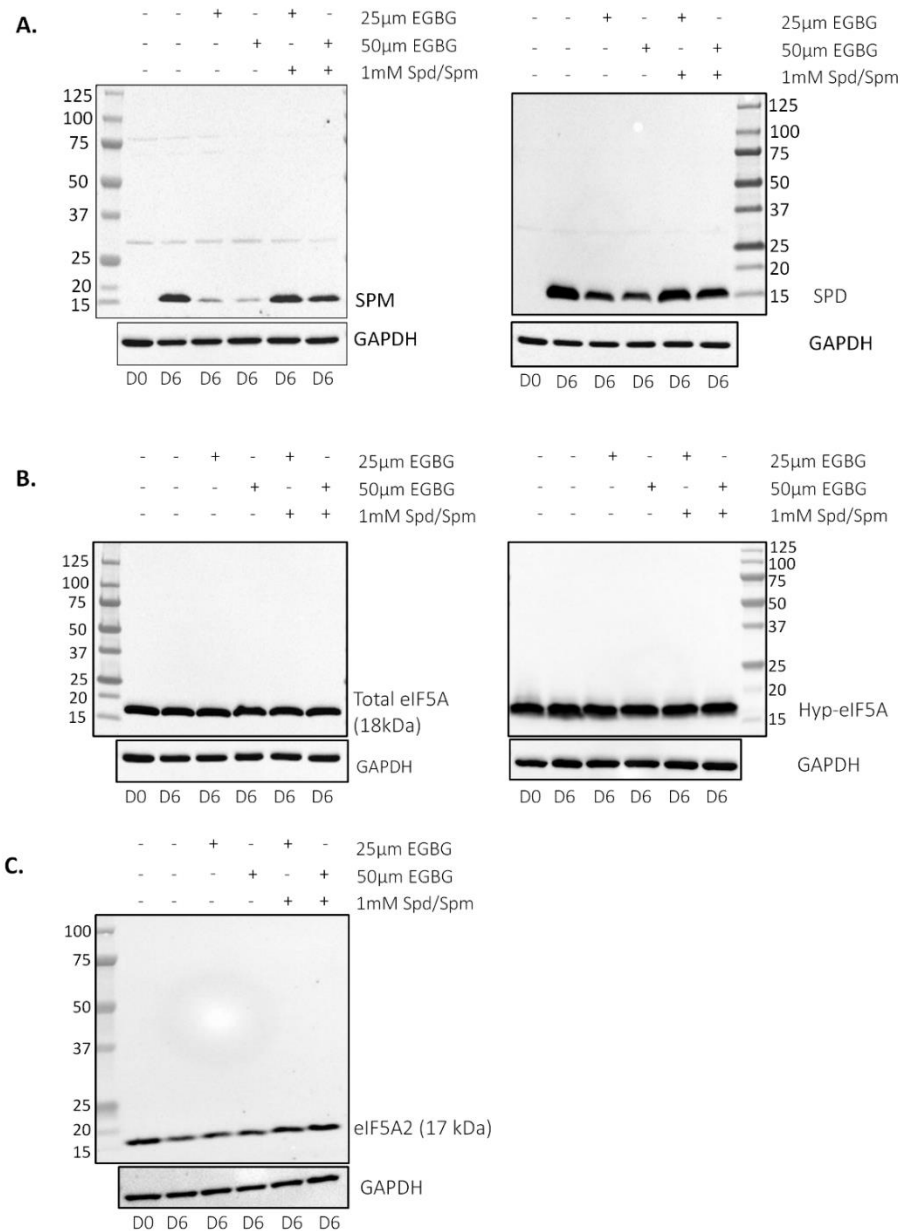 A.
- - + - + - 25µm EGBG
- - - + - + 50µm EGBG
- - - - + + 1mM Spd/Spm
125
100
75
50
37
25
20
15
SPM
GAPDH
D0 D6 D6 D6 D6 D6
- - + - + - 25µm EGBG
- - - + - + 50µm EGBG
- - - - + + 1mM Spd/Spm
125
100
75
50
37
25
20
15
SPD
GAPDH
D0 D6 D6 D6 D6 D6
B.
- - + - + - 25µm EGBG
- - - + - + 50µm EGBG
- - - - + + 1mM Spd/Spm
125
100
75
50
37
25
20
15
Total eIF5A
(18kDa)
GAPDH
D0 D6 D6 D6 D6 D6
- - + - + - 25µm EGBG
- - - + - + 50µm EGBG
- - - - + + 1mM Spd/Spm
125
100
75
50
37
25
20
15
Hyp-eIF5A
GAPDH
D0 D6 D6 D6 D6 D6
C.
- - + - + - 25µm EGBG
- - - + - + 50µm EGBG
- - - - + + 1mM Spd/Spm
100
75
50
37
25
20
15
eIF5A2 (17 kDa)
GAPDH
D0 D6 D6 D6 D6 D6